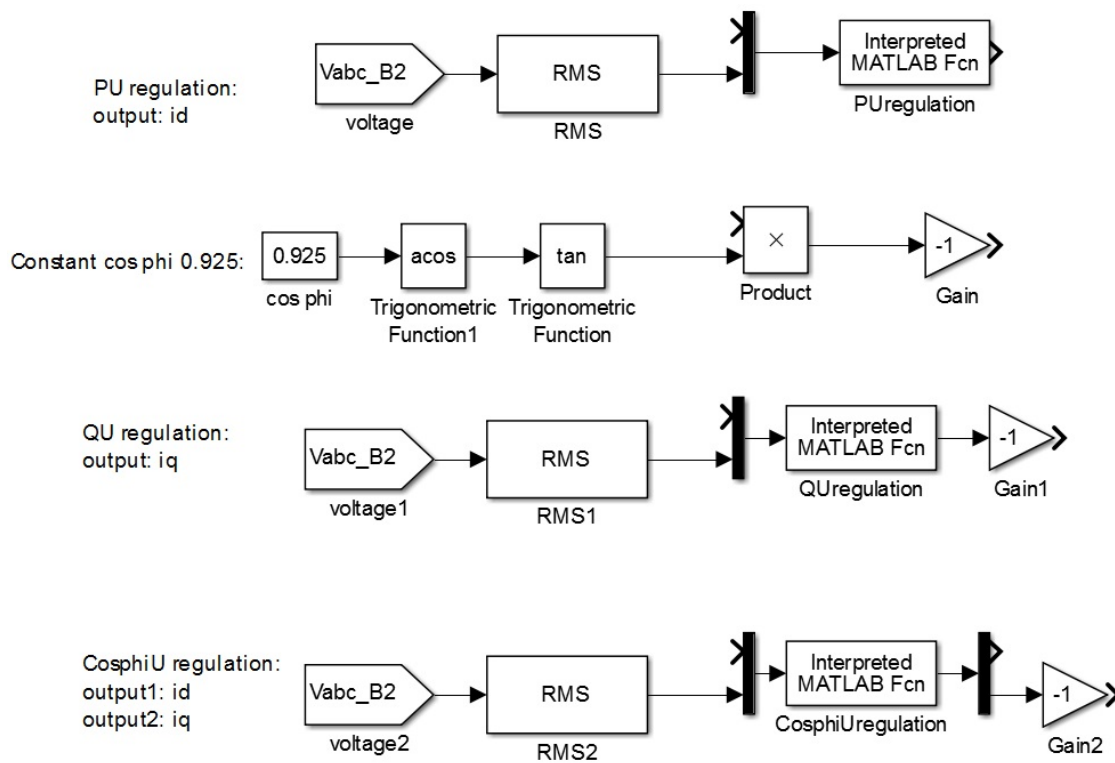 PU regulation:
output: id
Vabc_B2
voltage
RMS
RMS
Interpreted
MATLAB Fcn
PUregulation
Constant cos phi 0.925:
0.925
cos phi
acos
Trigonometric
Function1
tan
Trigonometric
Function
×
Product
-1
Gain
QU regulation:
output: iq
Vabc_B2
voltage1
RMS
RMS1
Interpreted
MATLAB Fcn
QUregulation
-1
Gain1
CosphiU regulation:
output1: id
output2: iq
Vabc_B2
voltage2
RMS
RMS2
Interpreted
MATLAB Fcn
CosphiUregulation
-1
Gain2